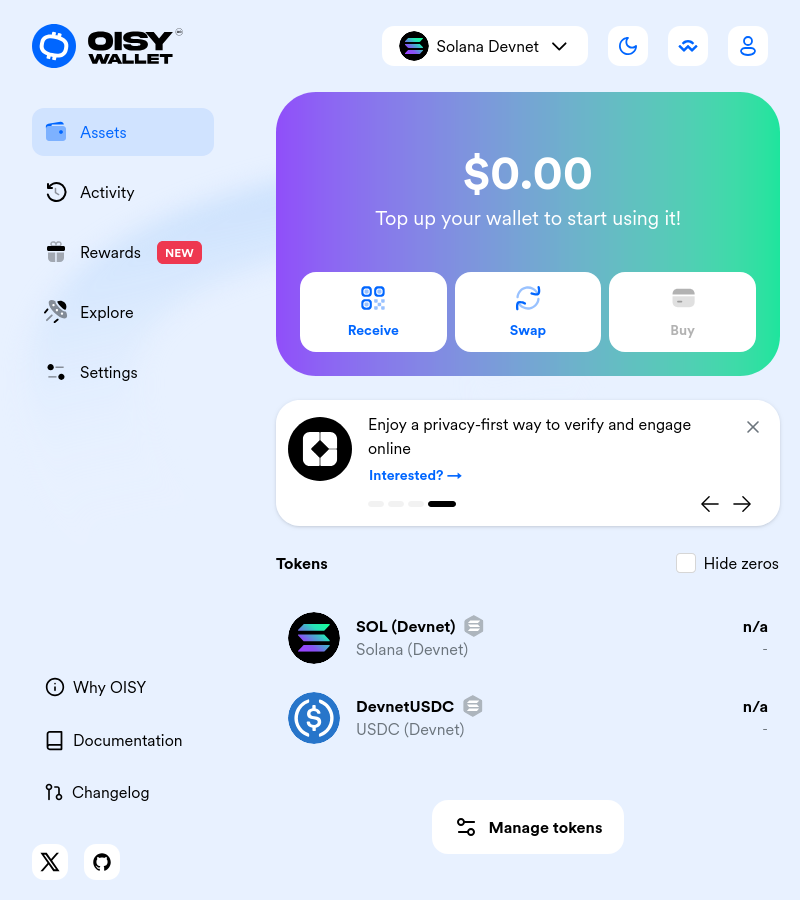 OISY
WALLET
Solana Devnet
Assets
Activity
Rewards NEW
Explore
Settings
$0.00
Top up your wallet to start using it!
Receive
Swap
Buy
Enjoy a privacy-first way to verify and engage
online
Interested? →
Tokens
Hide zeros
SOL (Devnet)
n/a
Solana (Devnet)
-
DevnetUSDC
n/a
USDC (Devnet)
-
Manage tokens
Why OISY
Documentation
Changelog